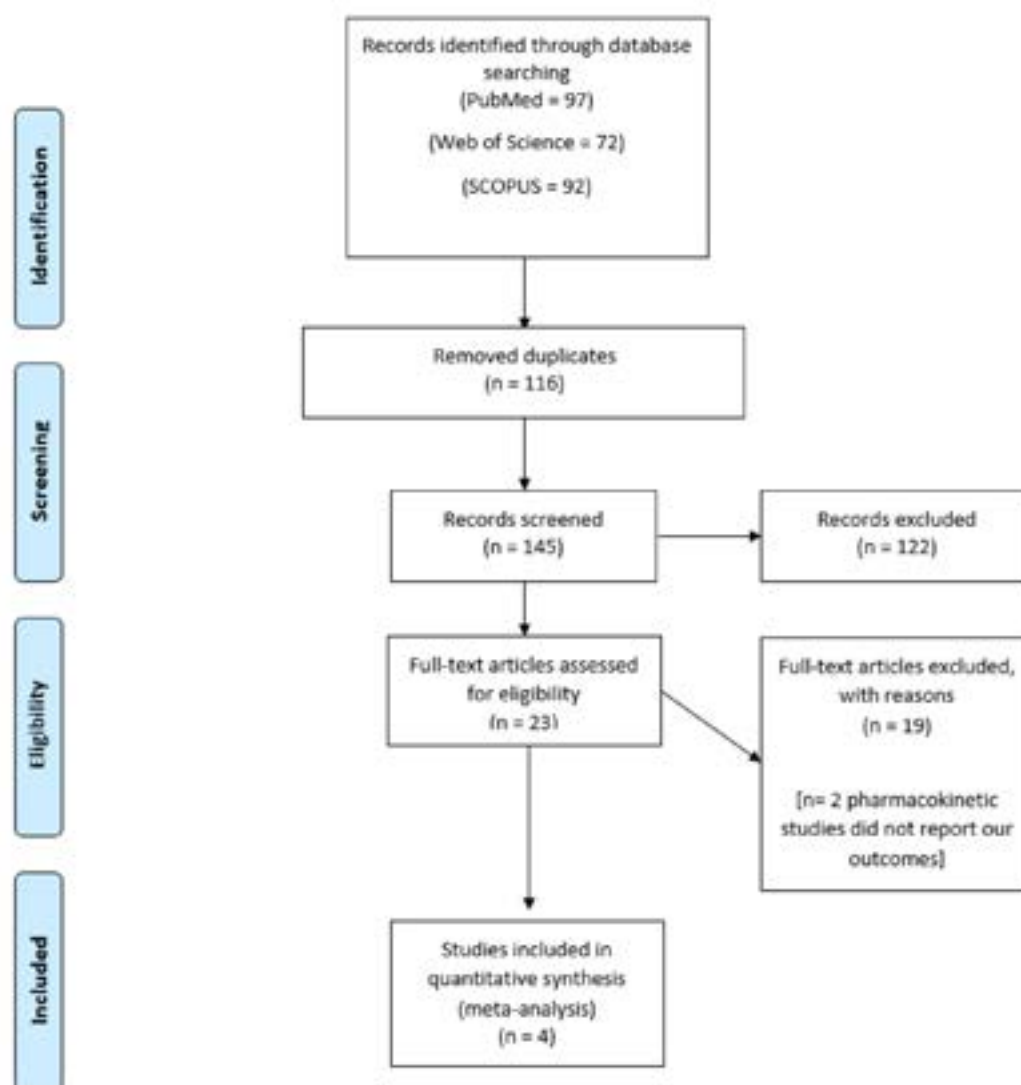 Identification
Records identified through database
searching
(PubMed = 97)
(Web of Science = 72)
(SCOPUS = 92)
Removed duplicates
(n = 116]
Screening
Records screened
(n = 145)
Records excluded
(n = 122)
Eligibility
Full-text articles assessed
for eligibility
(n = 23)
Full-text articles excluded,
with reasons
(n = 19)
[n= 2 pharmacokinetic
studies did not report our
outcomes]
Included
Studies included in
quantitative synthesis
(meta-analysis)
(n = 4)